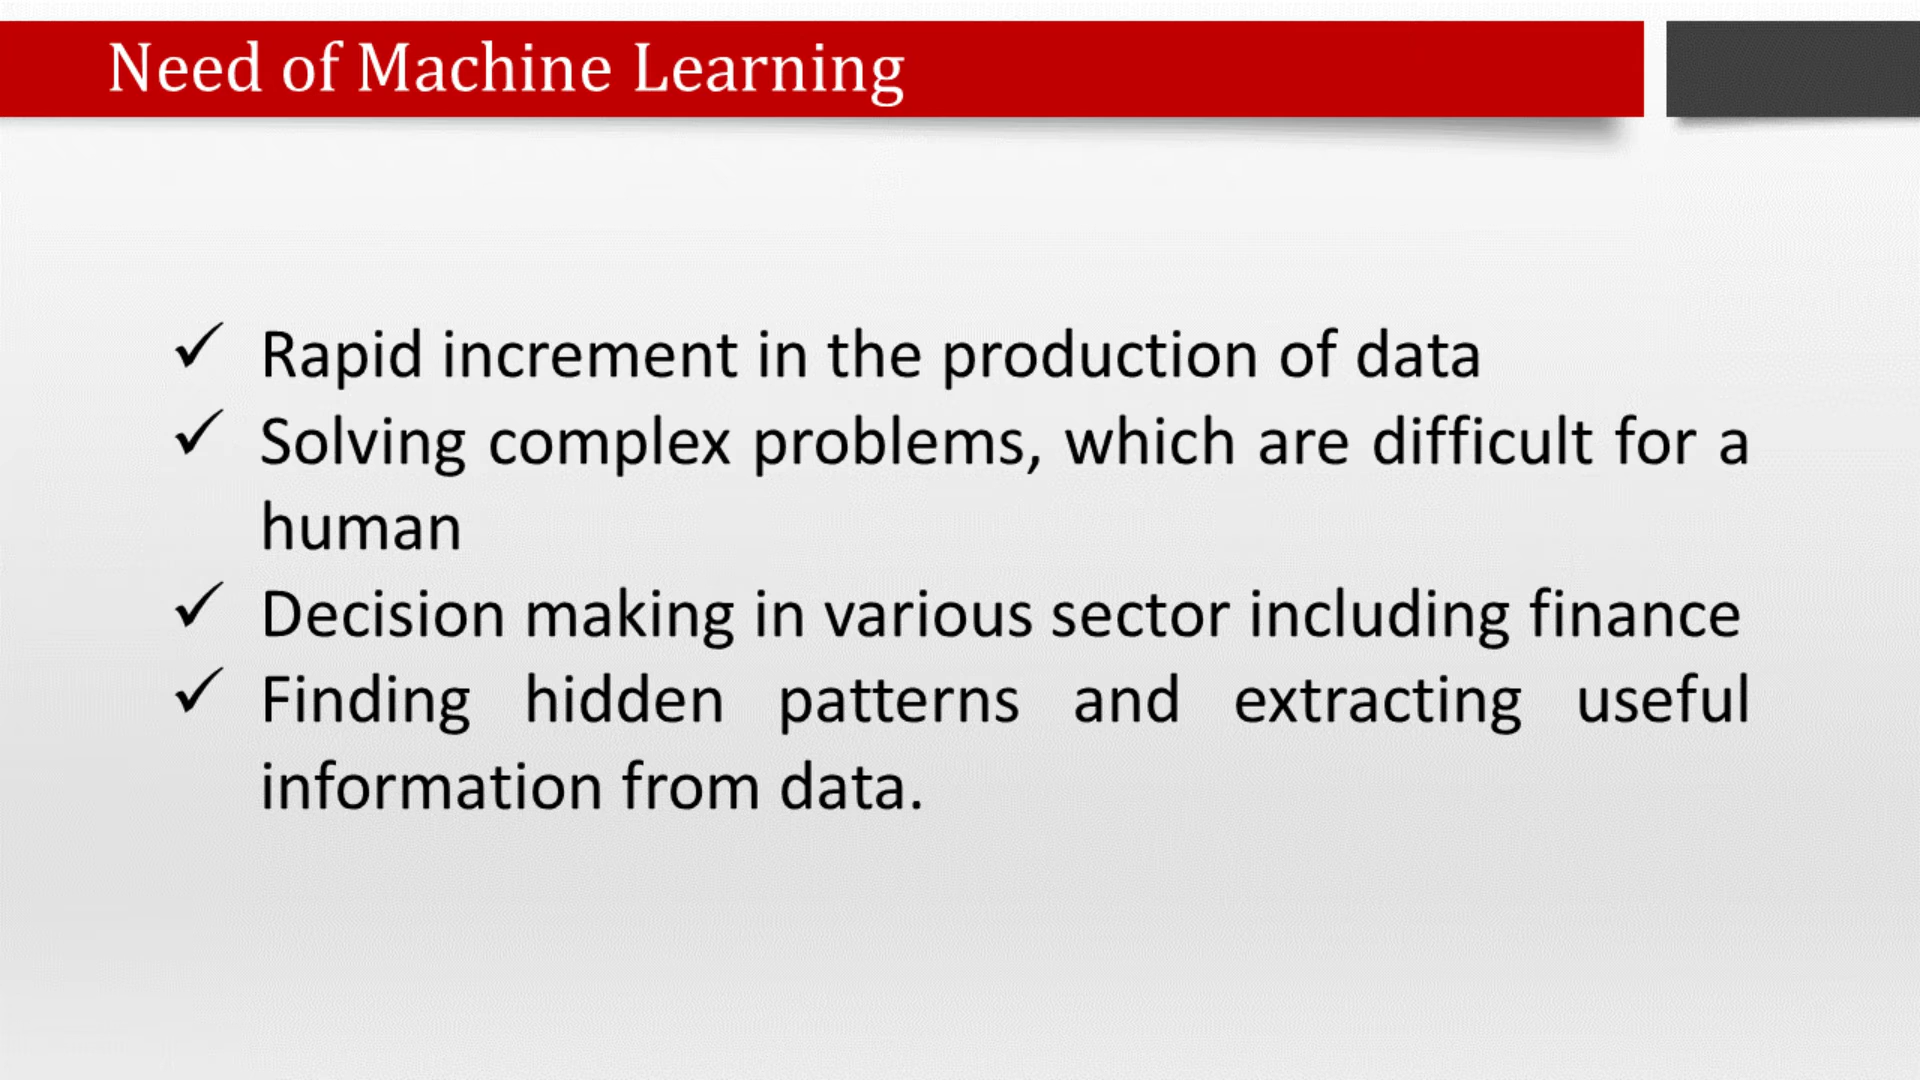 Need of Machine Learning
✓ Rapid increment in the production of data
✓ Solving complex problems, which are difficult for a
human
✓ Decision making in various sector including finance
✓ Finding hidden patterns and extracting useful
information from data.